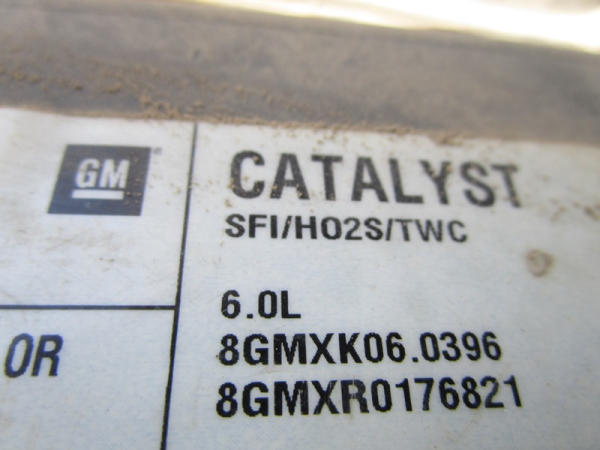 GM
CATALYST
SFI/HO2S/TWC
6.0L
OR
8GMXK06.0396
8GMXR0176821